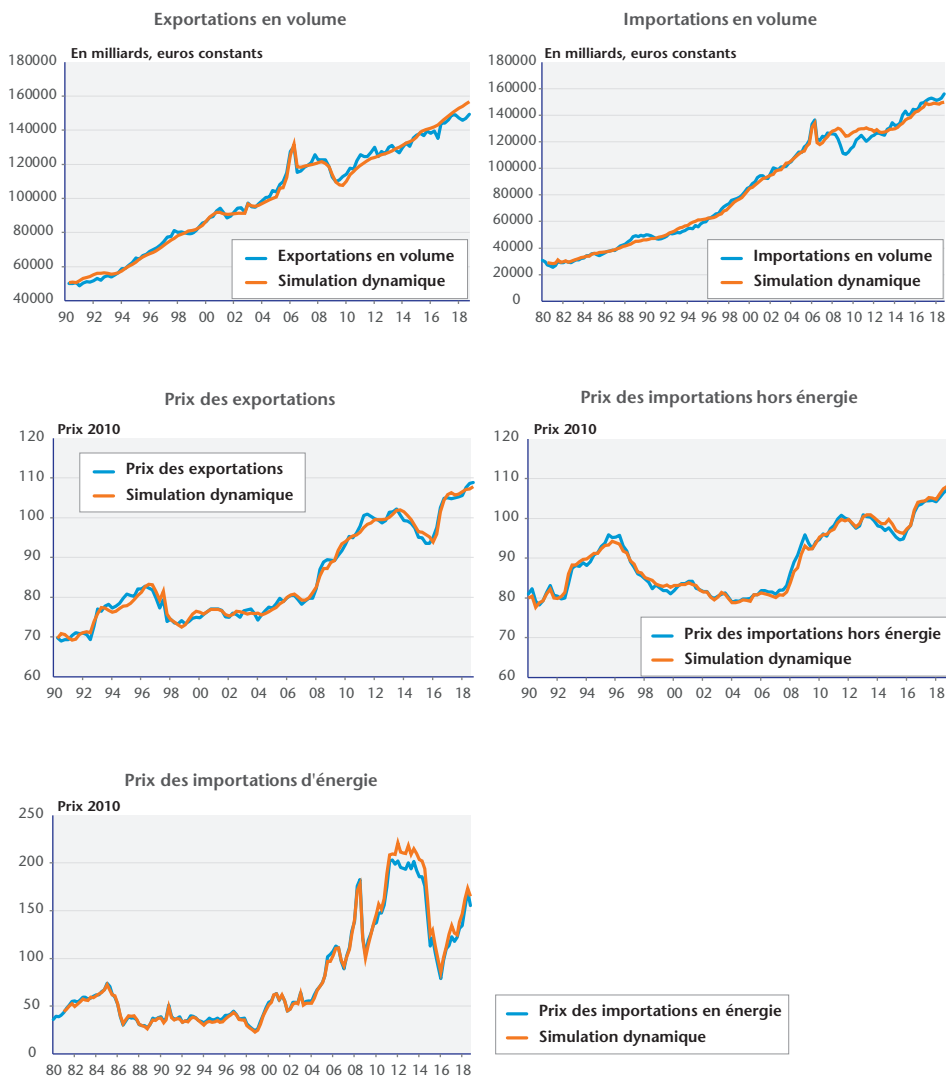 Exportations en volume
En milliards, euros constants
180000
160000
140000
120000
100000
80000
60000
40000
Exportations en volume
Simulation dynamique
90 92 94 96 98 00 02 04 06 08 10 12 14 16 18
Importations en volume
En milliards, euros constants
180000
160000
140000
120000
100000
80000
60000
40000
20000
0
Importations en volume
Simulation dynamique
80 82 84 86 88 90 92 94 96 98 00 02 04 06 08 10 12 14 16 18
Prix des exportations
Prix 2010
120
110
100
90
80
70
60
Prix des exportations
Simulation dynamique
90 92 94 96 98 00 02 04 06 08 10 12 14 16 18
Prix des importations hors énergie
Prix 2010
120
110
100
90
80
70
60
Prix des importations hors énergie
Simulation dynamique
90 92 94 96 98 00 02 04 06 08 10 12 14 16 18
Prix des importations d'énergie
Prix 2010
250
200
150
100
50
0
80 82 84 86 88 90 92 94 96 98 00 02 04 06 08 10 12 14 16 18
Prix des importations en énergie
Simulation dynamique